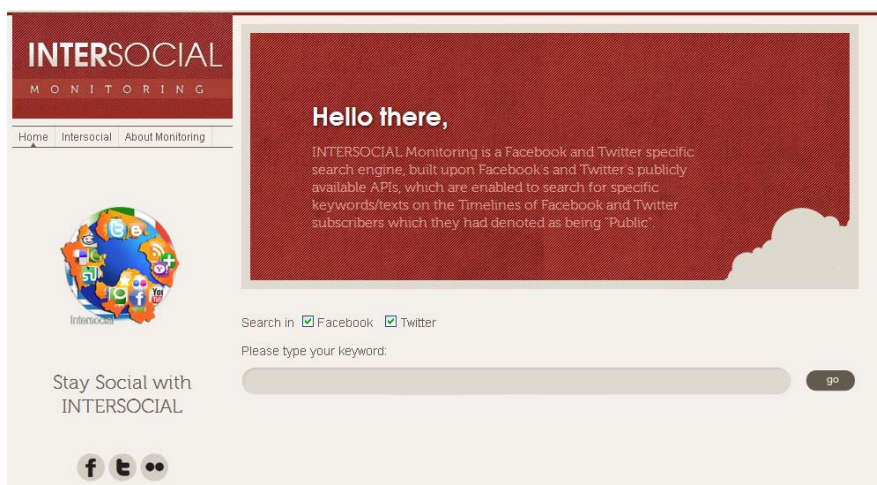 INTERSOCIAL
MONITORING
Home Intersocial About Monitoring
Hello there,
INTERSOCIAL Monitoring is a Facebook and Twitter specific
search engine, built upon Facebook's and Twitter's publicly
available APIs, which are enabled to search for specific
keywords/texts on the Timelines of Facebook and Twitter
subscribers which they had denoted as being "Public".
Intersocial
Search in Facebook Twitter
Please type your keyword:
go
Stay Social with
INTERSOCIAL